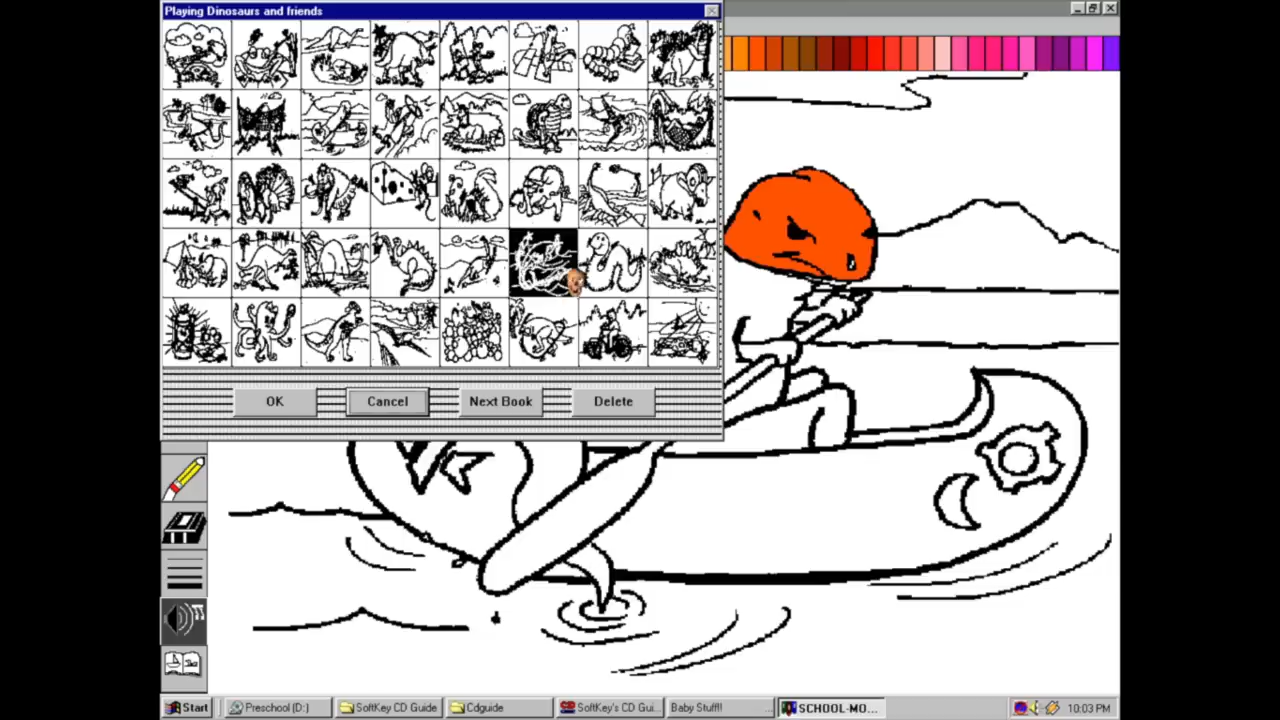 Playing Dinosaurs and friends
OK
Cancel
Next Book
Delete
Start
Preschool (D:)
SoftKey CD Guide
Cdguide
SoftKey's CD Gui...
Baby Stuff!! ...
SCHOOL-MO...
10:03 PM